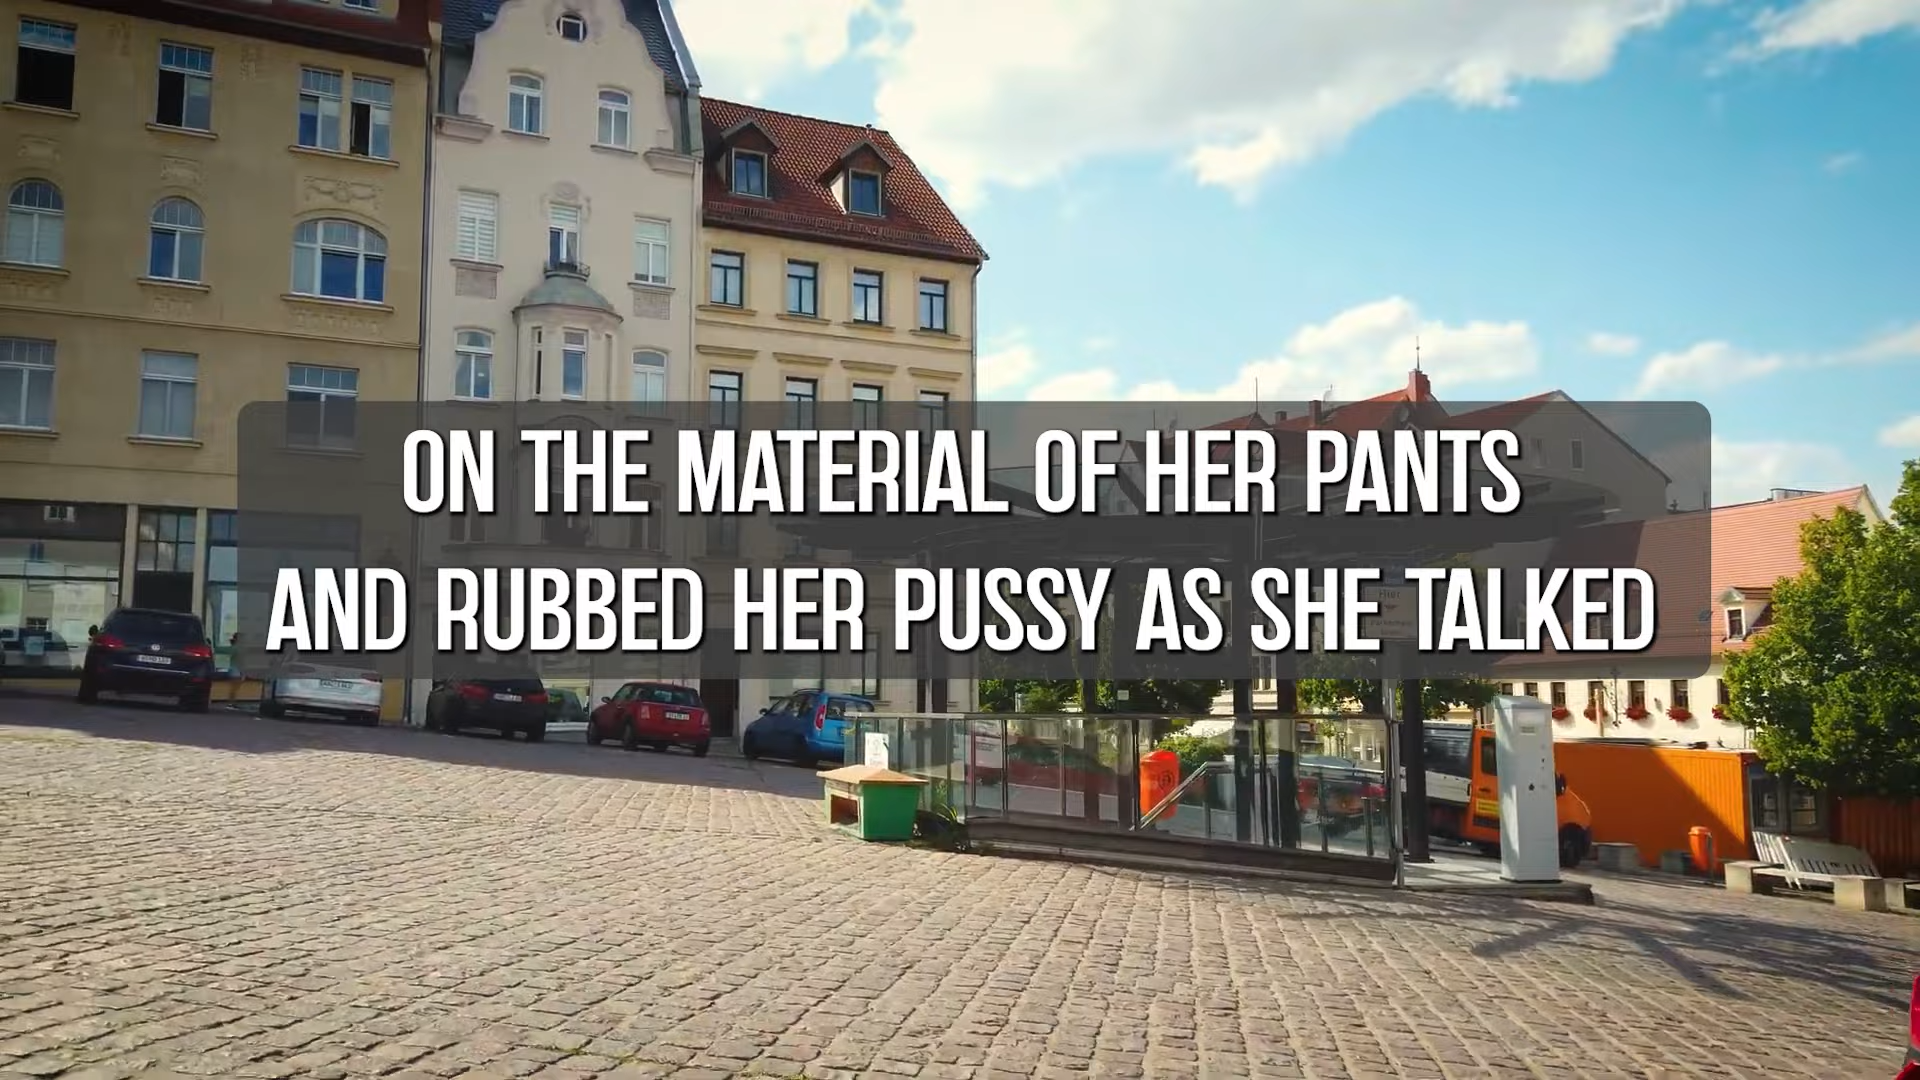 ON THE MATERIAL OF HER PANTS
AND RUBBED HER PUSSY AS SHE TALKED